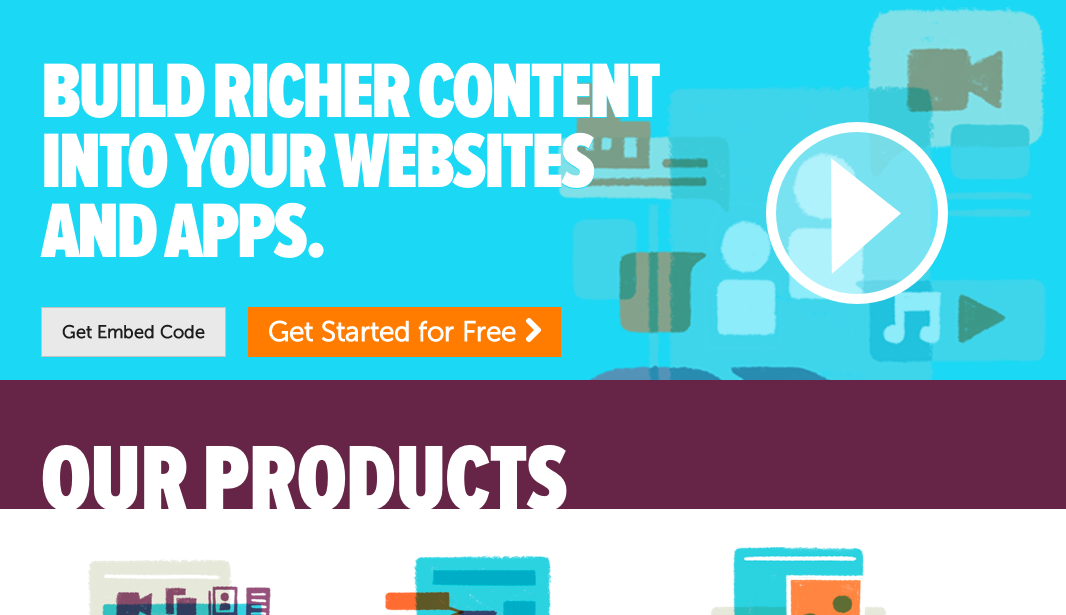 BUILD RICHER CONTENT
INTO YOUR WEBSITES
AND APPS.
Get Embed Code
Get Started for Free
OUR PRODUCTS